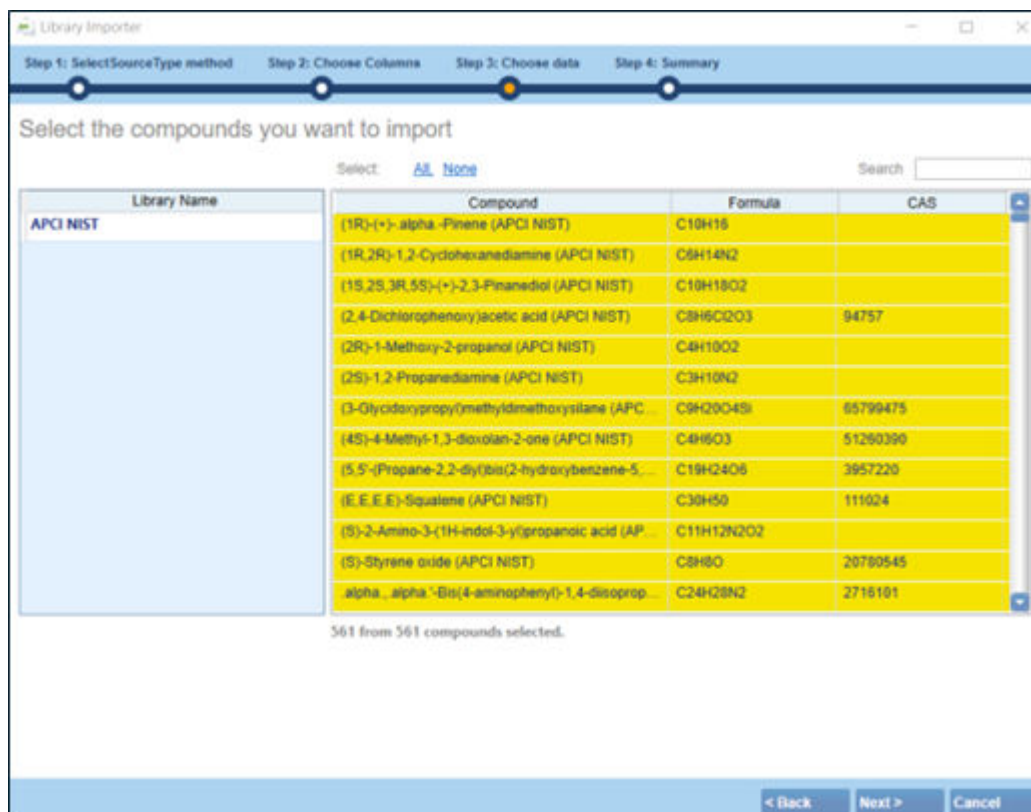 Library Importer
Step 1: SelectSourceType method Step 2: Choose Columns Step 3: Choose data Step 4: Summary
Select the compounds you want to import
Select: All, None Search
Library Name Compound Formula CAS
APCI NIST (1R)-(+)-.alpha.-Pinene (APCI NIST) C10H16
(1R,2R)-1,2-Cyclohexanediamine (APCI NIST) C6H14N2
(1S,2S,3R,5S)-(+)-2,3-Pinanediol (APCI NIST) C10H18O2
(2,4-Dichlorophenoxy)acetic acid (APCI NIST) C8H6Cl2O3 94757
(2R)-1-Methoxy-2-propanol (APCI NIST) C4H10O2
(2S)-1,2-Propanediamine (APCI NIST) C3H10N2
(3-Glycidoxypropyl)methyldimethoxysilane (APC... C9H20O4Si 65799475
(4S)-4-Methyl-1,3-dioxolan-2-one (APCI NIST) C4H6O3 51260390
(5,5'-(Propane-2,2-diyl)bis(2-hydroxybenzene-5,... C19H24O6 3957220
(E,E,E,E)-Squalene (APCI NIST) C30H50 111024
(S)-2-Amino-3-(1H-indol-3-yl)propanoic acid (AP... C11H12N2O2
(S)-Styrene oxide (APCI NIST) C8H8O 20780545
.alpha.,.alpha.'-Bis(4-aminophenyl)-1,4-diisoprop... C24H28N2 2716101
561 from 561 compounds selected.
< Back Next > Cancel